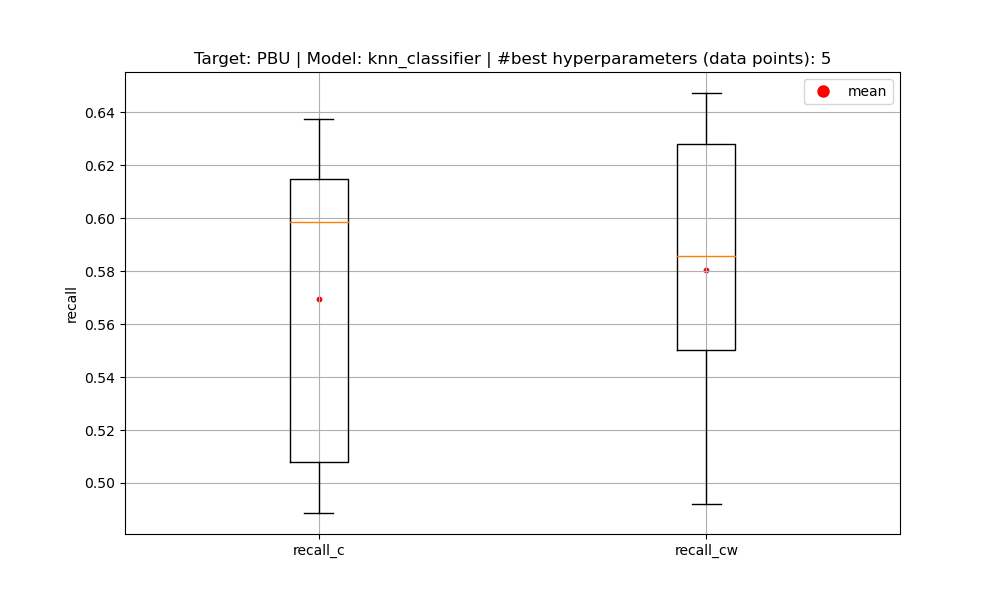 Target: PBU | Model: knn_classifier | #best hyperparameters (data points): 5
mean
0.64
0.62
0.60
0.58
0.56
0.54
0.52
0.50
recall
recall_c
recall_cw